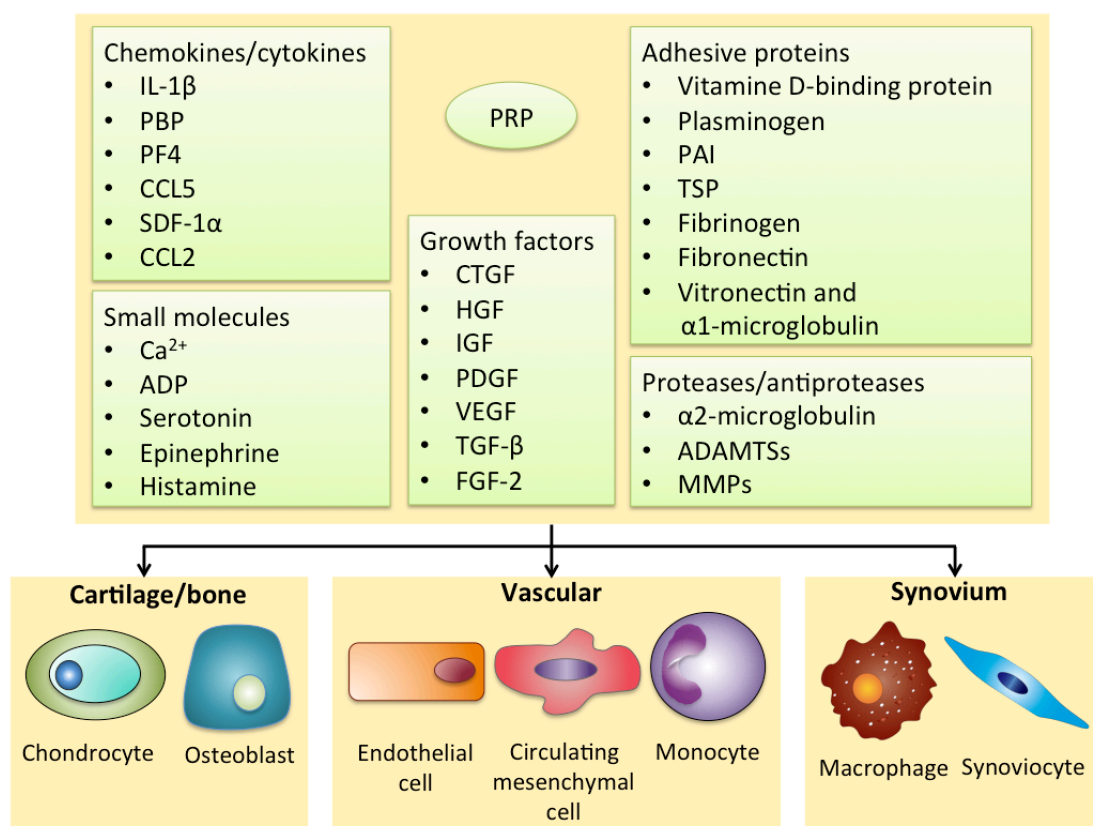 Chemokines/cytokines
• IL-1β
• PBP
• PF4
• CCL5
• SDF-1α
• CCL2
Small molecules
• Ca²⁺
• ADP
• Serotonin
• Epinephrine
• Histamine
PRP
Growth factors
• CTGF
• HGF
• IGF
• PDGF
• VEGF
• TGF-β
• FGF-2
Adhesive proteins
• Vitamine D-binding protein
• Plasminogen
• PAI
• TSP
• Fibrinogen
• Fibronectin
• Vitronectin and
α1-microglobulin
Proteases/antiproteases
• α2-microglobulin
• ADAMTSs
• MMPs
Cartilage/bone
Chondrocyte
Osteoblast
Vascular
Endothelial
cell
Circulating
mesenchymal
cell
Monocyte
Synovium
Macrophage
Synoviocyte